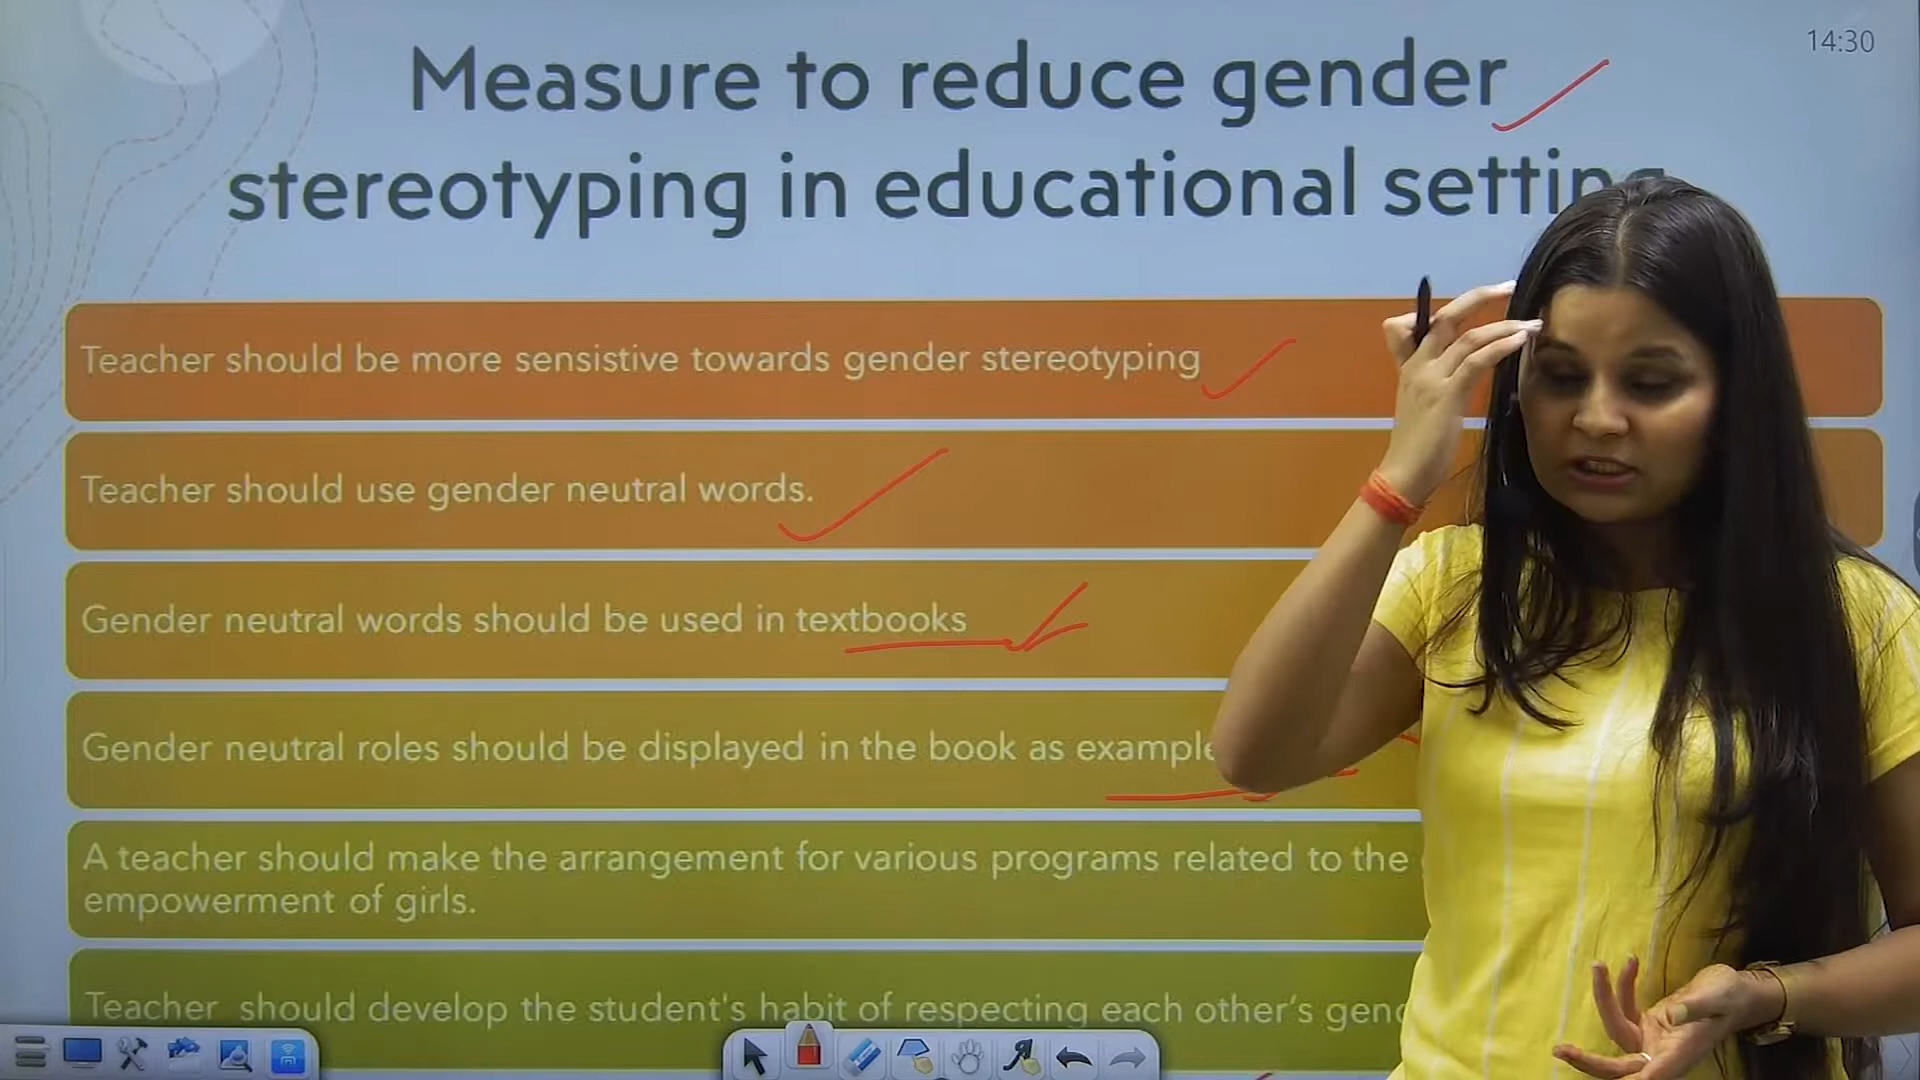 14:30
Measure to reduce gender
stereotyping in educational
Teacher should be more sensistive towards gender stereotyping
Teacher should use gender neutral words.
Gender neutral words should be used in textbooks
Gender neutral roles should be displayed in the book as example
A teacher should make the arrangement for various programs related to the
empowerment of girls.
Teacher should develop the student's habit of respecting each other's